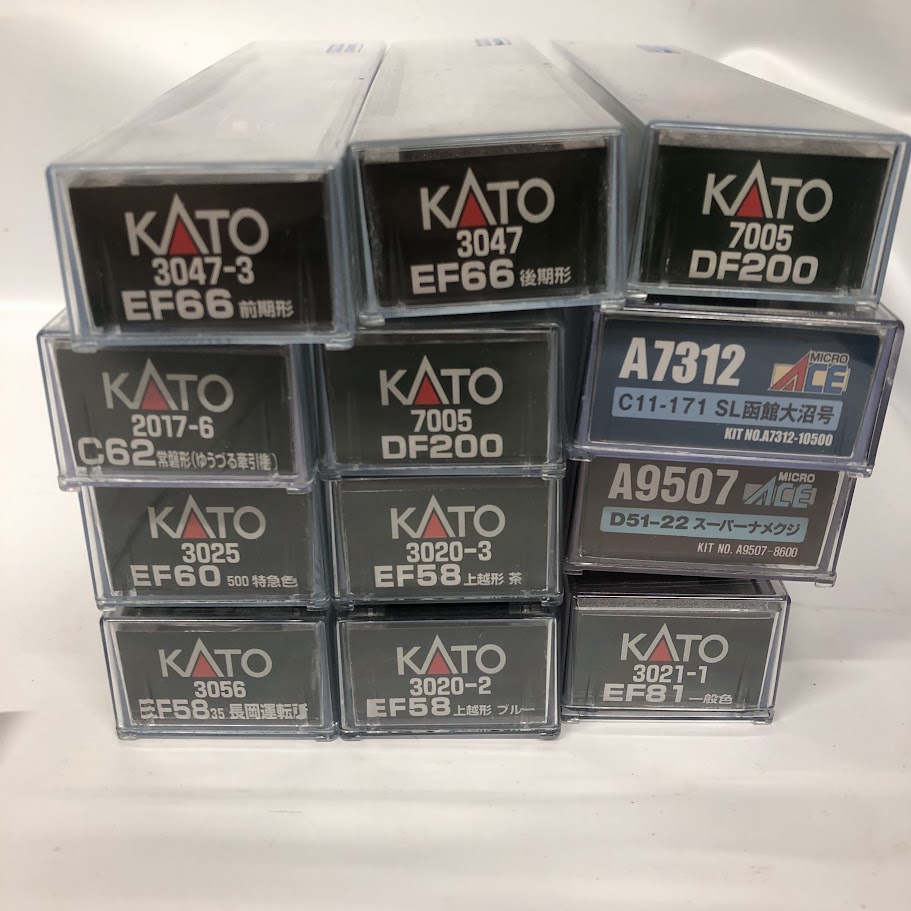 KATO
3047-3
EF66 前期形
KATO
3047
EF66 後期形
KATO
7005
DF200
KATO
2017-6
C62 常磐形(ゆうづる牽引機)
KATO
7005
DF200
A7312
MICRO
ACE
C11-171 SL函館大沼号
KIT NO.A7312-10500
KATO
3025
EF60 500 特急色
KATO
3020-3
EF58 上越形 茶
A9507
MICRO
ACE
D51-22 スーパーナメクジ
KIT NO. A9507-8600
KATO
3056
EF58 35 長岡運転所
KATO
3020-2
EF58 上越形 ブルー
KATO
3021-1
EF81 一般色